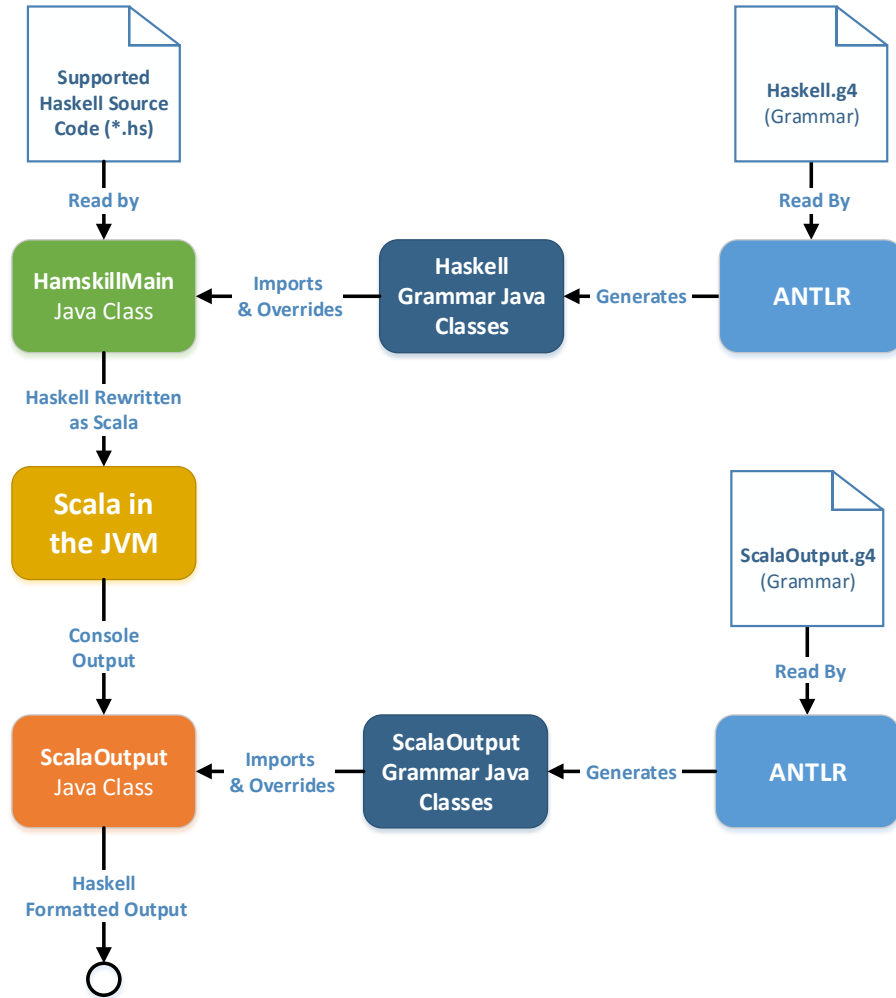 Supported
Haskell Source
Code (*.hs)
Haskell.g4
(Grammar)
Read by
Read By
HamskillMain
Java Class
Imports
& Overrides
Haskell
Grammar Java
Classes
Generates
ANTLR
Haskell Rewritten
as Scala
Scala in
the JVM
ScalaOutput.g4
(Grammar)
Console
Output
Read By
ScalaOutput
Java Class
Imports
& Overrides
ScalaOutput
Grammar Java
Classes
Generates
ANTLR
Haskell
Formatted Output